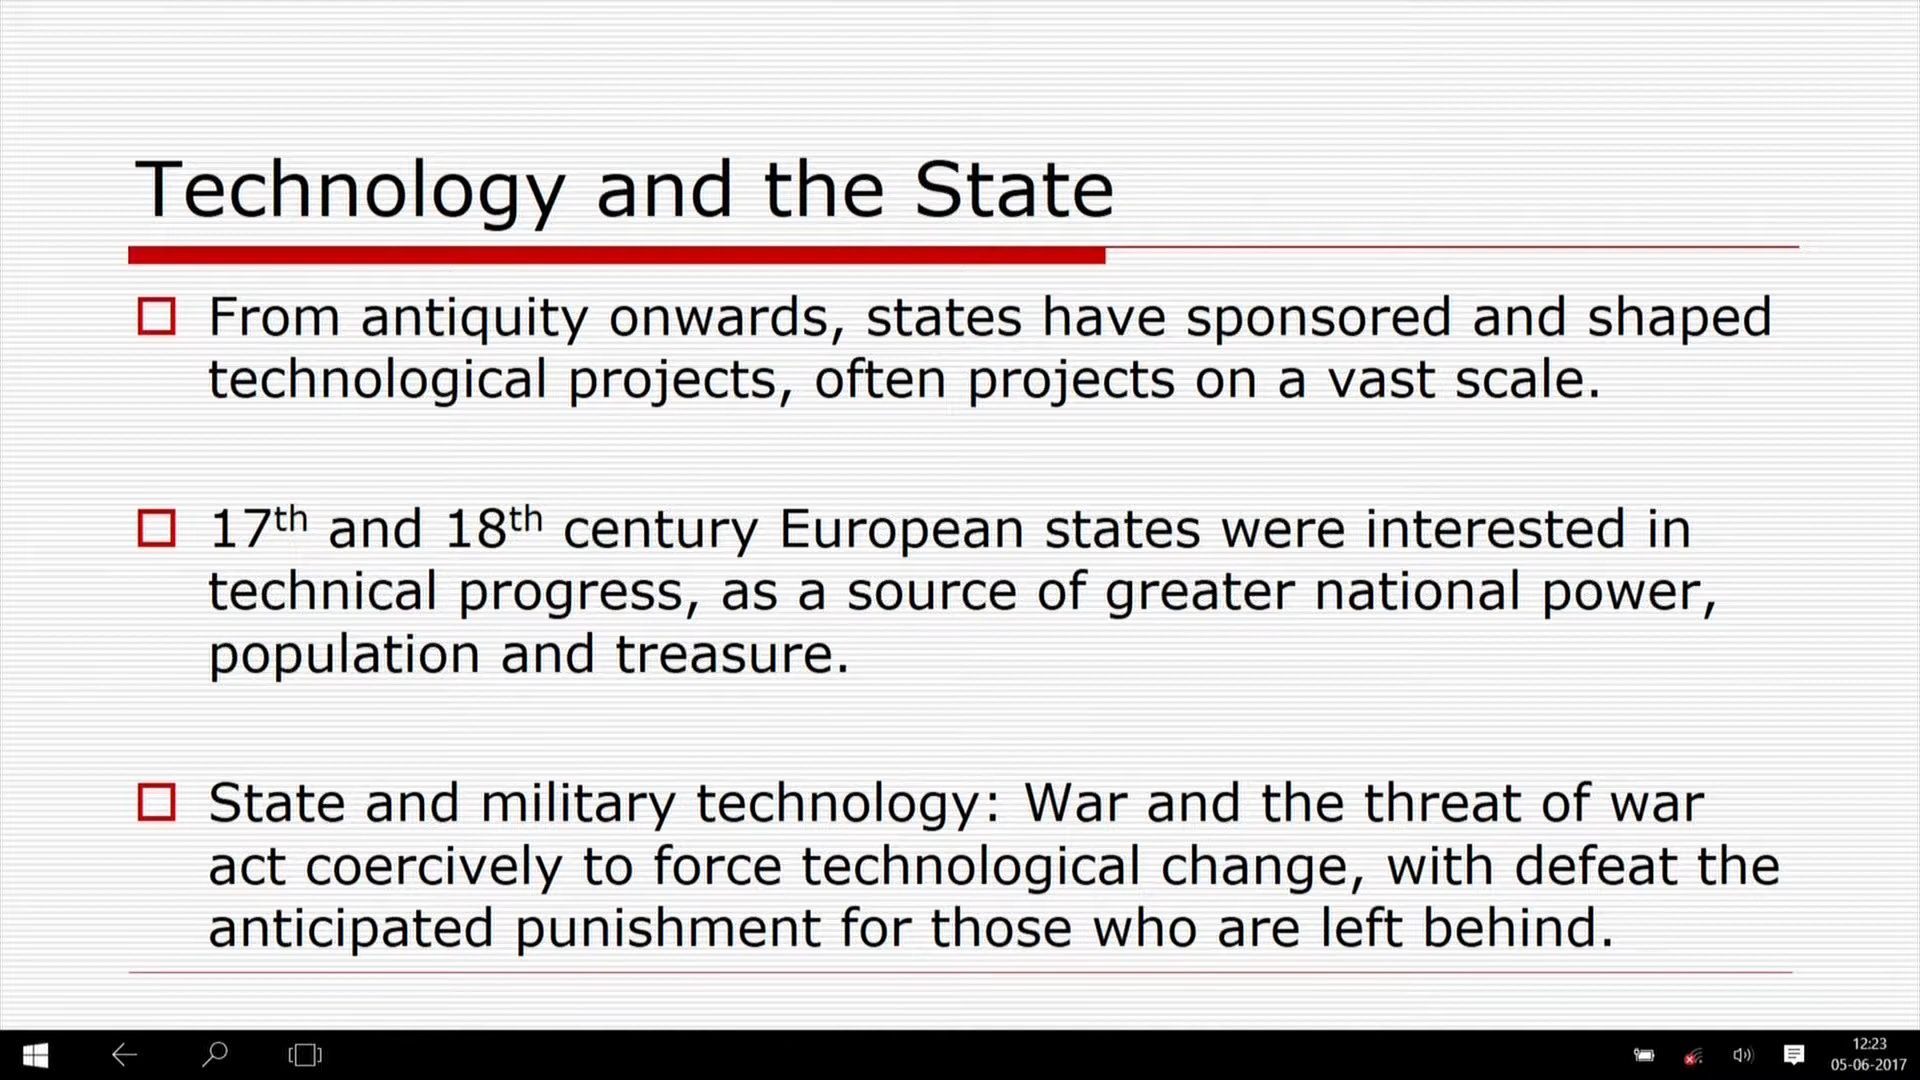 Technology and the State
From antiquity onwards, states have sponsored and shaped
technological projects, often projects on a vast scale.
17th and 18th century European states were interested in
technical progress, as a source of greater national power,
population and treasure.
State and military technology: War and the threat of war
act coercively to force technological change, with defeat the
anticipated punishment for those who are left behind.
12:23
05-06-2017